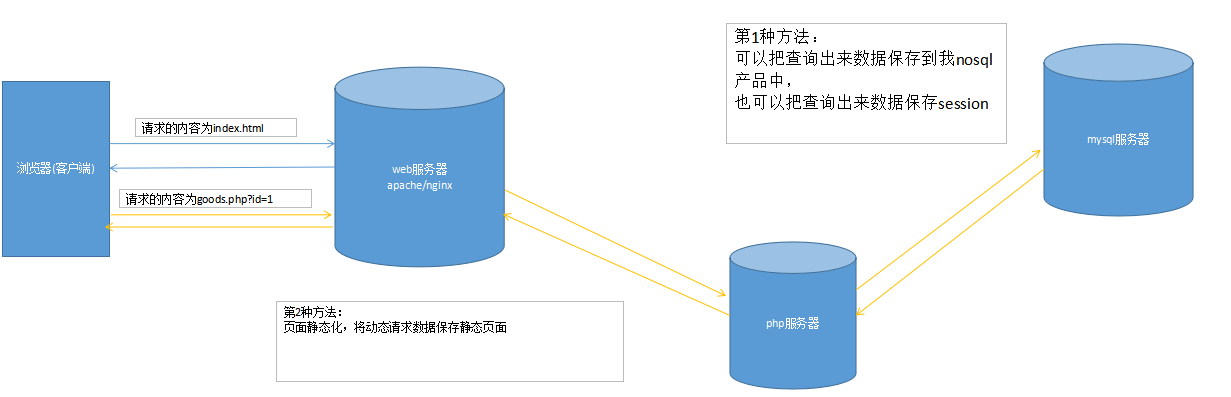 第1种方法：
可以把查询出来数据保存到我nosql
产品中，
也可以把查询出来数据保存session
请求的内容为index.html
浏览器(客户端)
web服务器
apache/nginx
mysql服务器
请求的内容为goods.php?id=1
第2种方法：
页面静态化，将动态请求数据保存静态页面
php服务器